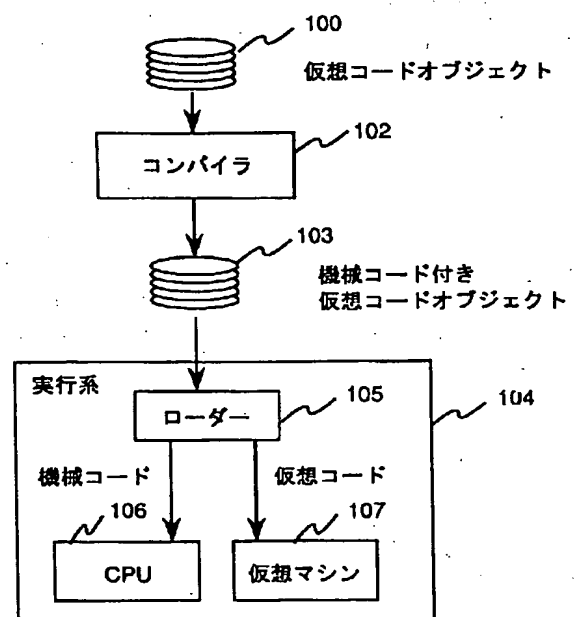 100
仮想コードオブジェクト
102
コンパイラ
103
機械コード付き
仮想コードオブジェクト
実行系
105
104
ローダー
機械コード
仮想コード
106
107
CPU
仮想マシン